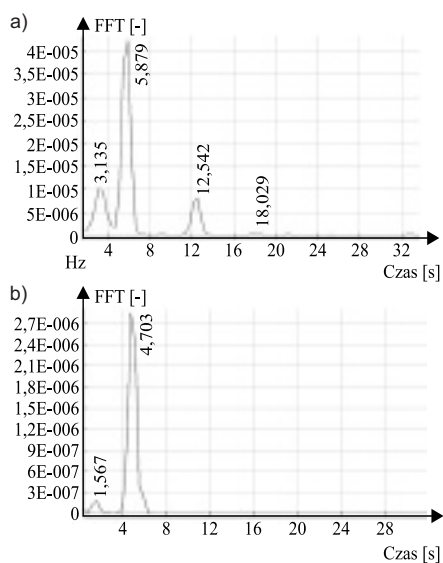 a)
FFT [-]
4E-005
3,5E-005
3E-005
2,5E-005
2E-005
1,5E-005
1E-005
5E-006
0
3,135
5,879
12,542
18,029
Hz
4 8 12 16 20 24 28 32
Czas [s]
b)
FFT [-]
2,7E-006
2,4E-006
2,1E-006
1,8E-006
1,5E-006
1,2E-006
9E-007
6E-007
3E-007
0
1,567
4,703
4 8 12 16 20 24 28
Czas [s]